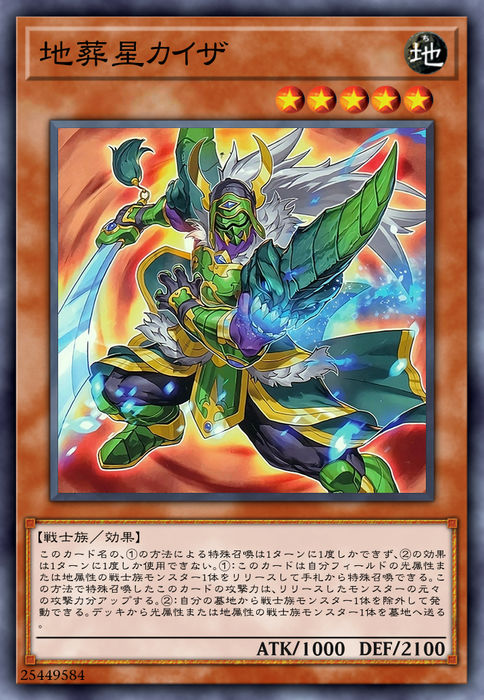 地葬星カイザ
ち
地
【戦士族／効果】
このカード名の、①の方法による特殊召喚は1ターンに1度しかできず、②の効果
は1ターンに1度しか使用できない。①：このカードは自分フィールドの光属性ま
たは地属性の戦士族モンスター1体をリリースして手札から特殊召喚できる。こ
の方法で特殊召喚したこのカードの攻撃力は、リリースしたモンスターの元々
の攻撃力分アップする。②：自分の墓地から戦士族モンスター1体を除外して発
動できる。デッキから光属性または地属性の戦士族モンスター1体を墓地へ送る
。
ATK/1000 DEF/2100
25449584